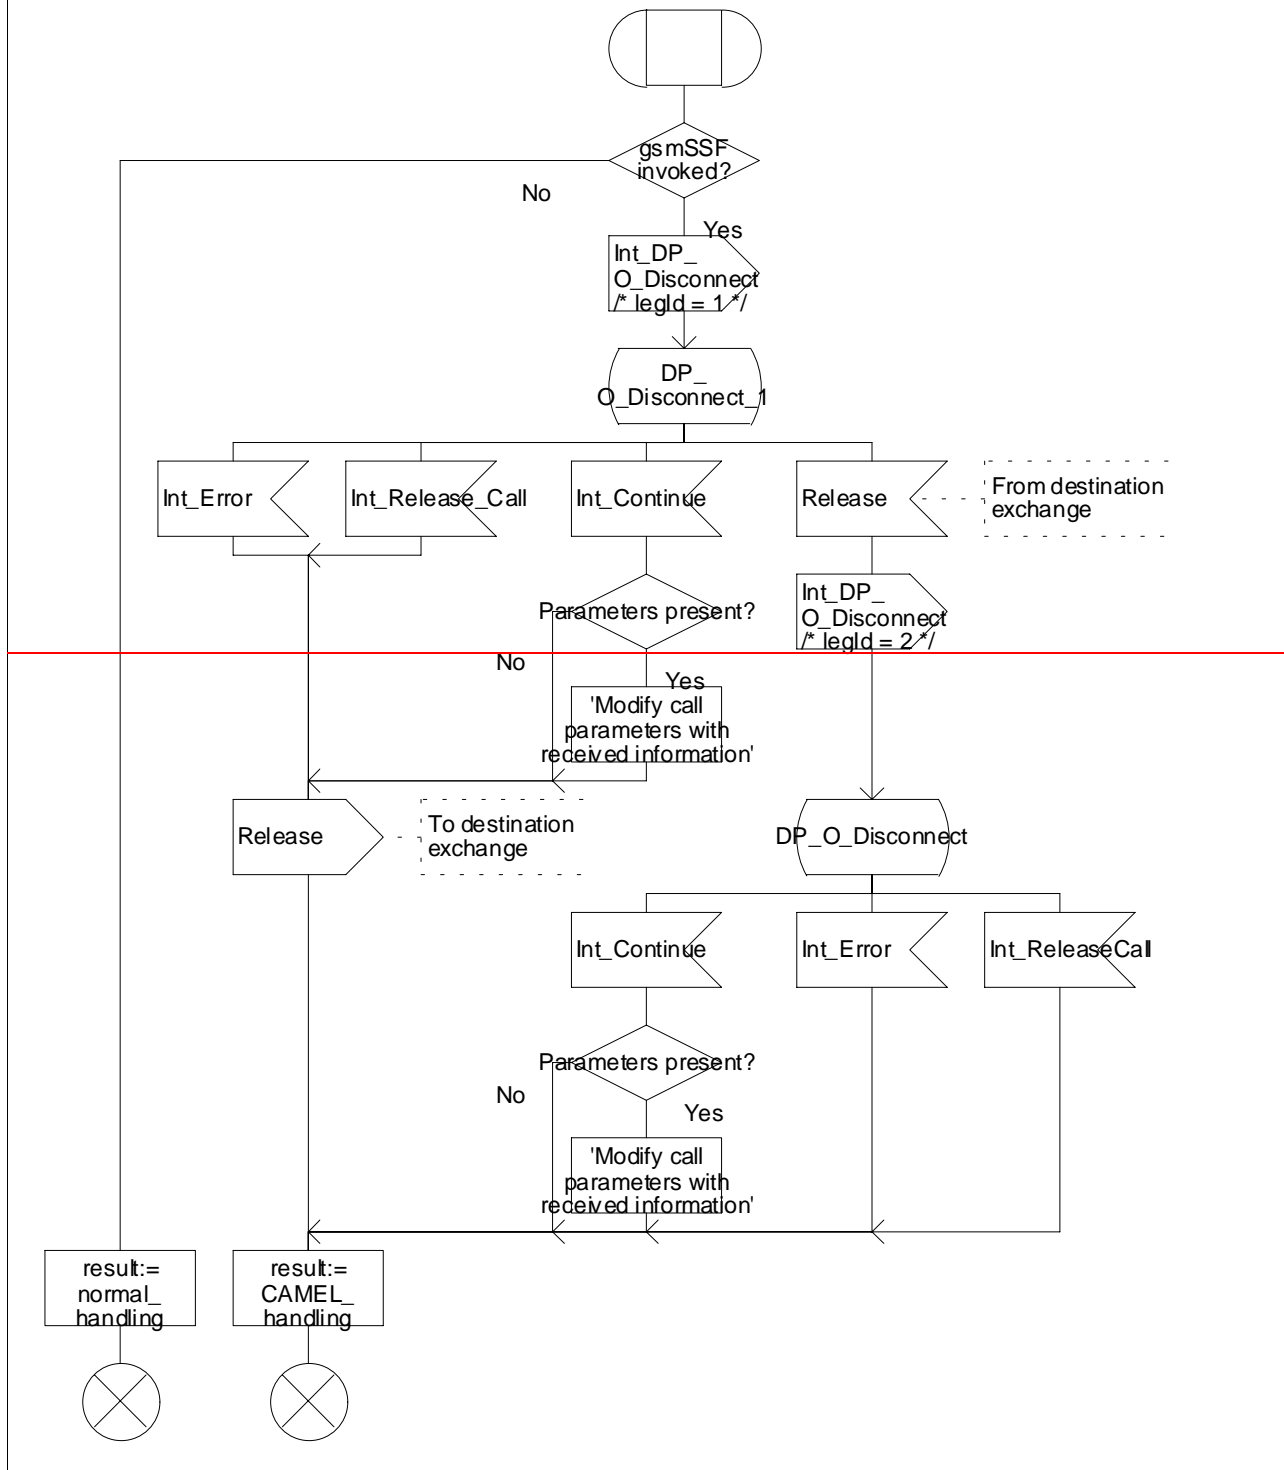 gsmSSF
invoked?
No
Yes
Int_DP_
O_Disconnect
/* legId = 1 */
DP_
O_Disconnect_1
Int_Error
Int_Release_Call
Int_Continue
Release
From destination
exchange
Parameters present?
Int_DP_
O_Disconnect
/* legId = 2 */
No
Yes
'Modify call
parameters with
received information'
Release
To destination
exchange
DP_O_Disconnect
Int_Continue
Int_Error
Int_ReleaseCall
Parameters present?
No
Yes
'Modify call
parameters with
received information'
result:=
normal_
handling
result:=
CAMEL_
handling